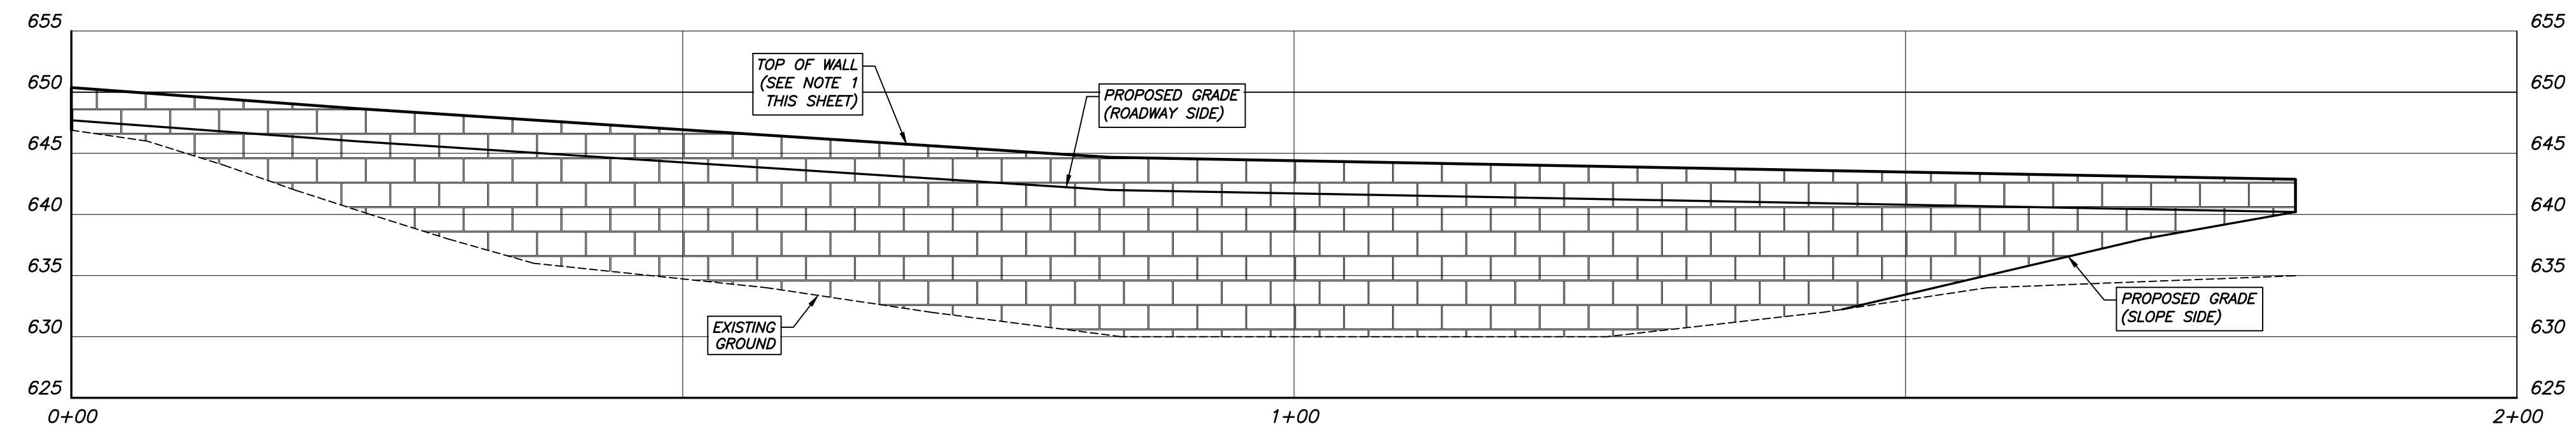 655
655
TOP OF WALL
(SEE NOTE 1
THIS SHEET)
650
650
PROPOSED GRADE
(ROADWAY SIDE)
645
645
640
640
635
635
PROPOSED GRADE
(SLOPE SIDE)
630
630
EXISTING
GROUND
625
625
0+00
1+00
2+00